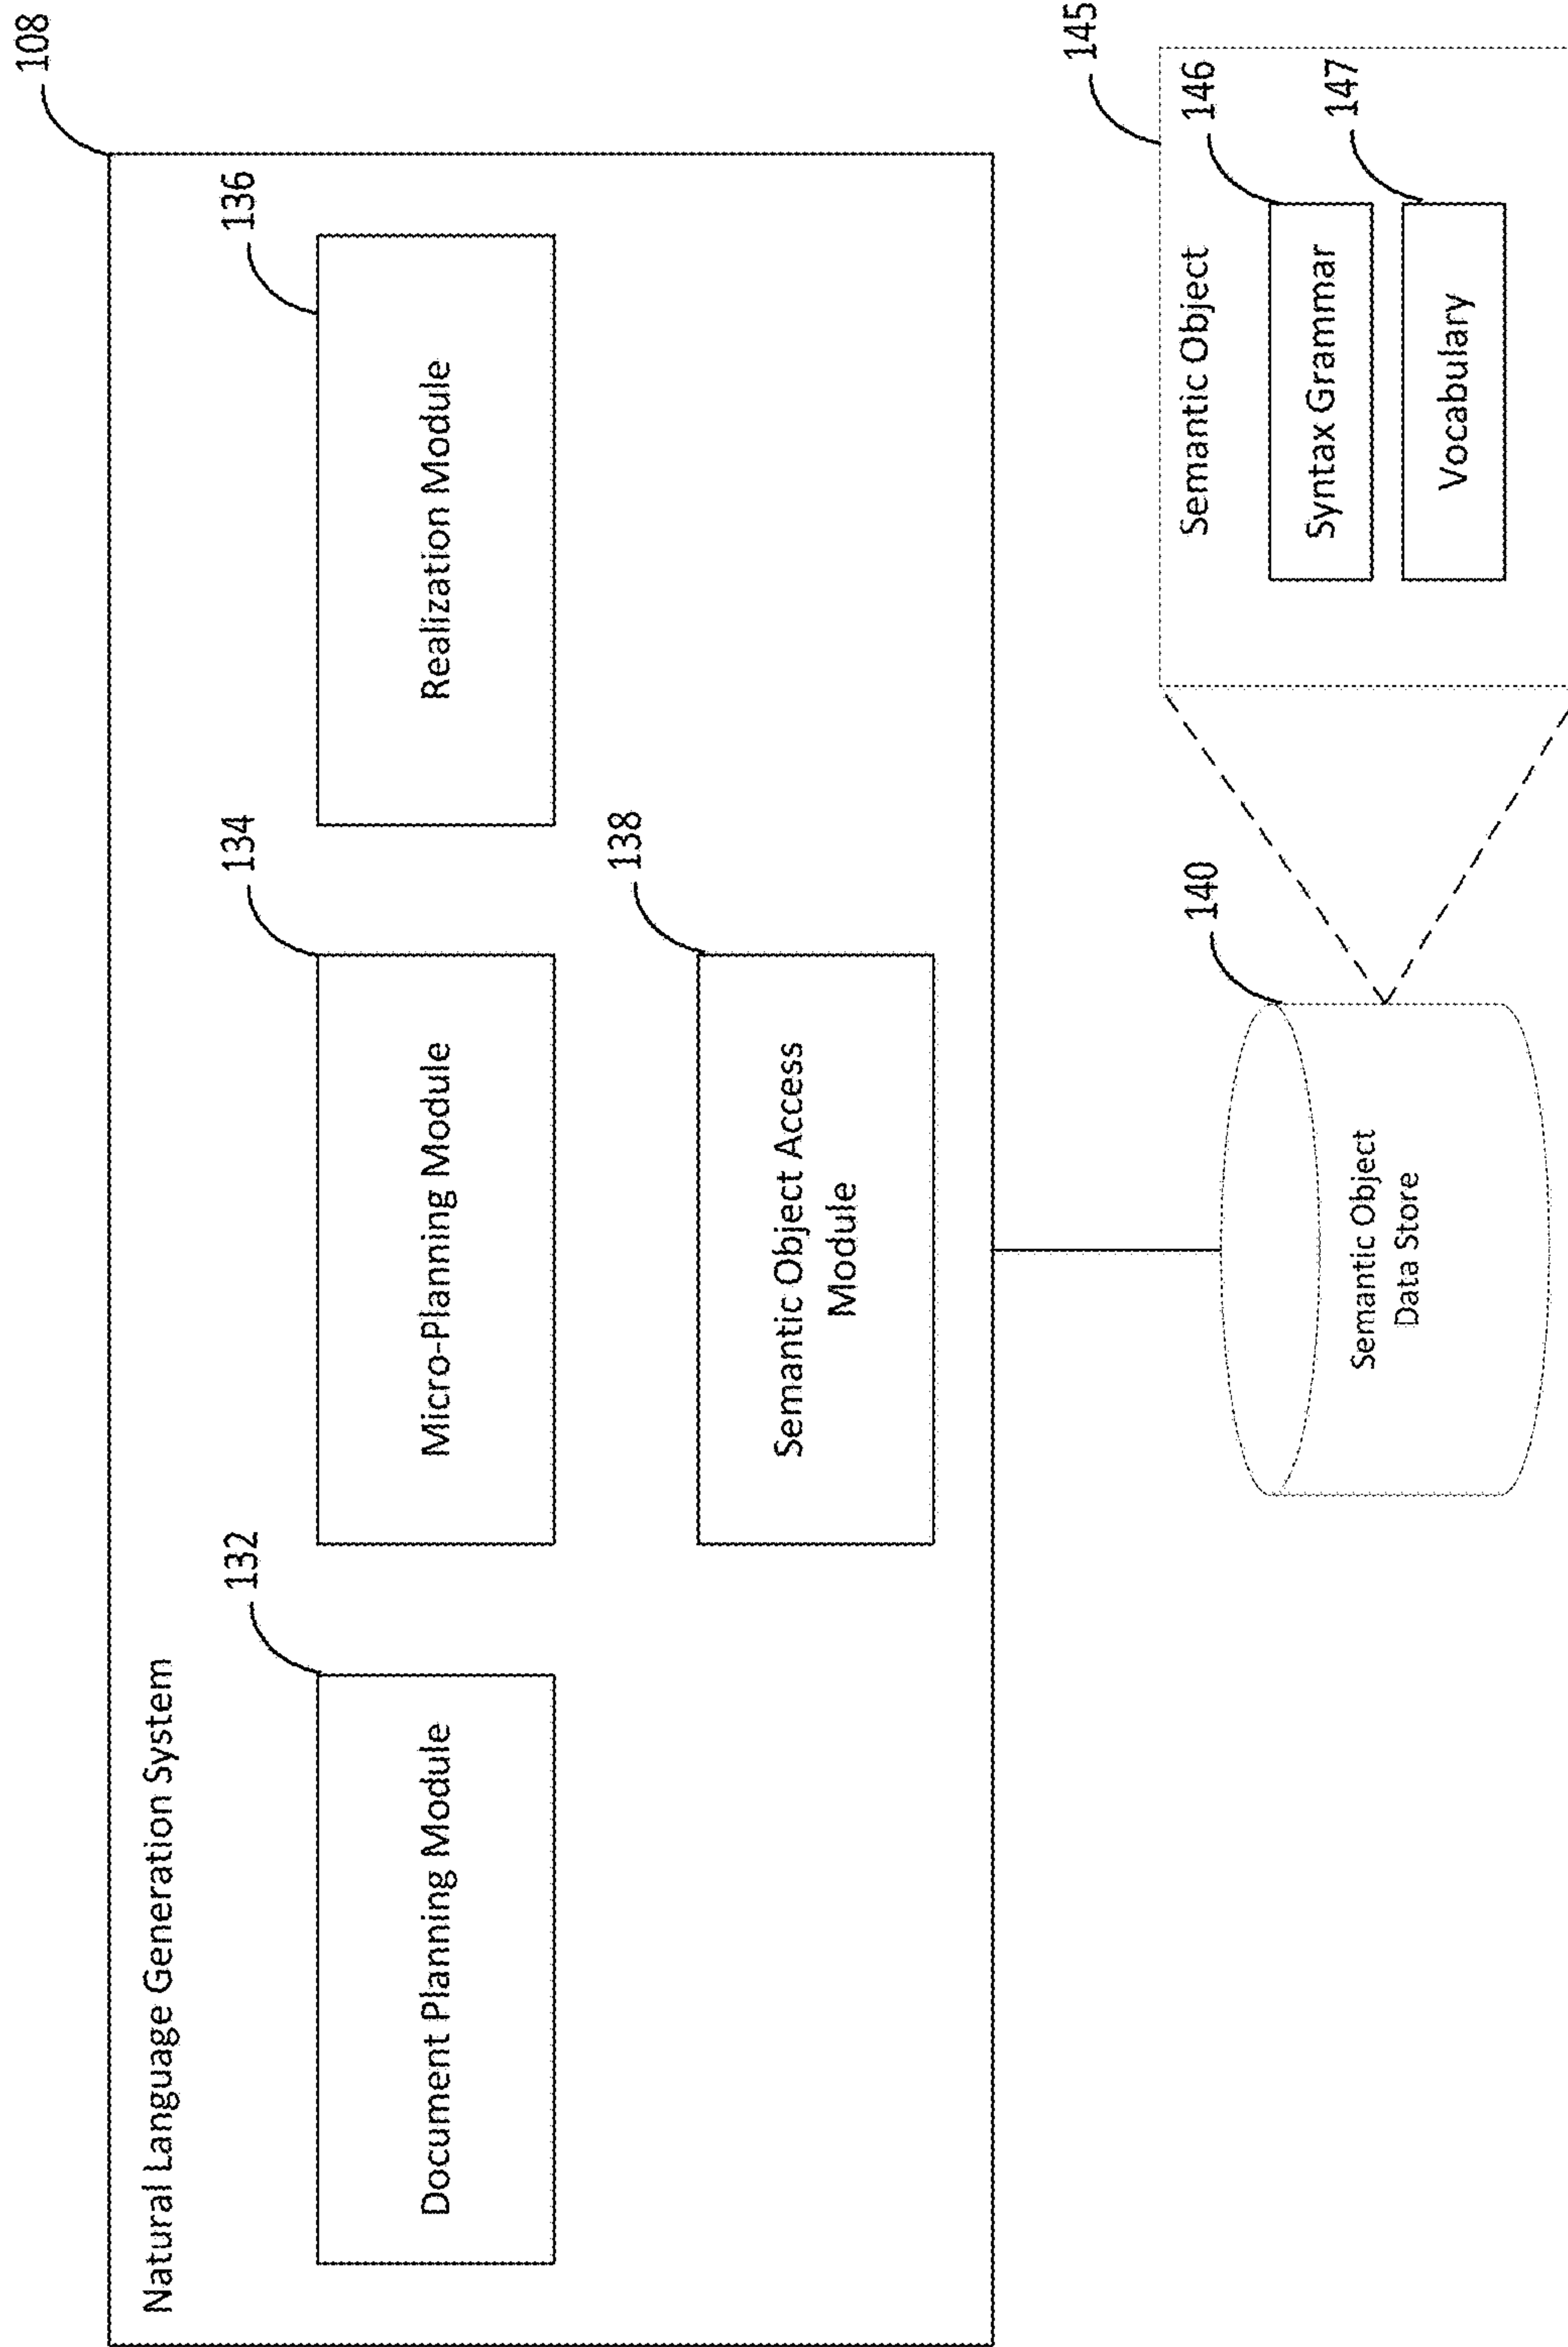 108
Natural Language Generation System
132
134
136
Document Planning Module
Micro-Planning Module
Realization Module
138
Semantic Object Access
Module
140
Semantic Object
Data Store
145
Semantic Object
146
Syntax Grammar
147
Vocabulary